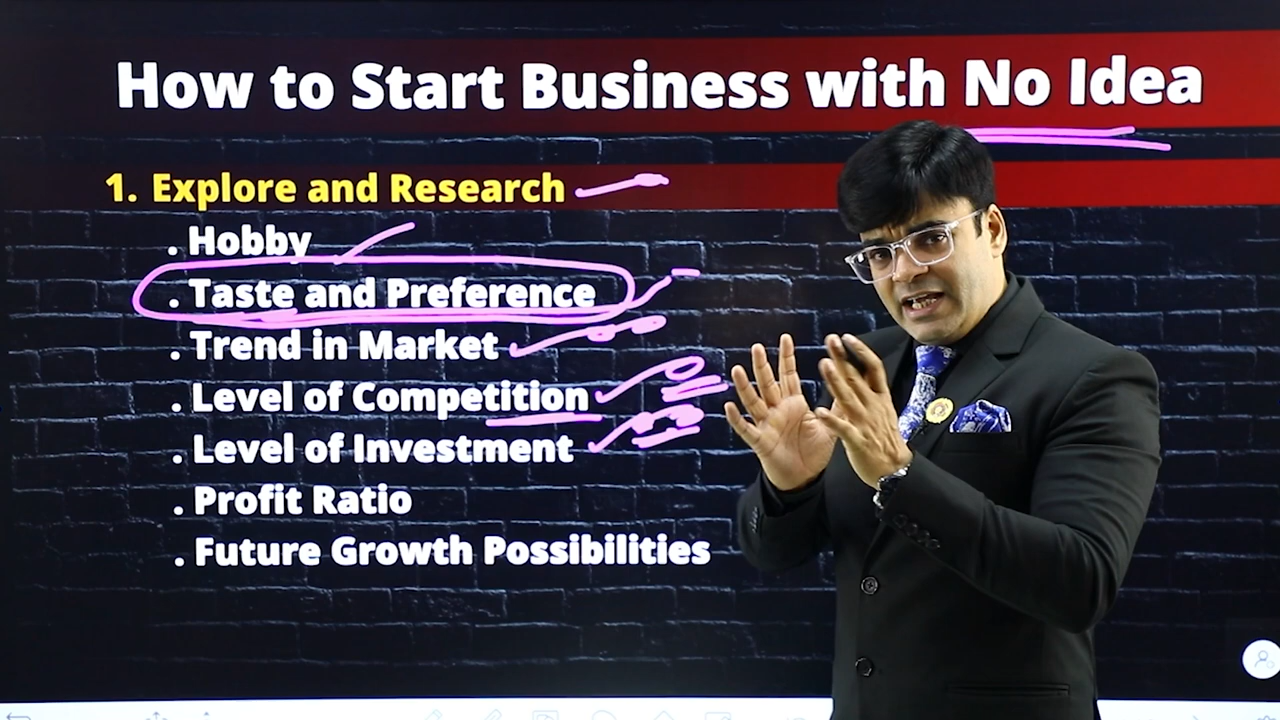 How to Start Business with No Idea
1. Explore and Research
. Hobby
. Taste and Preference
. Trend in Market
. Level of Competition
. Level of Investment
. Profit Ratio
. Future Growth Possibilities